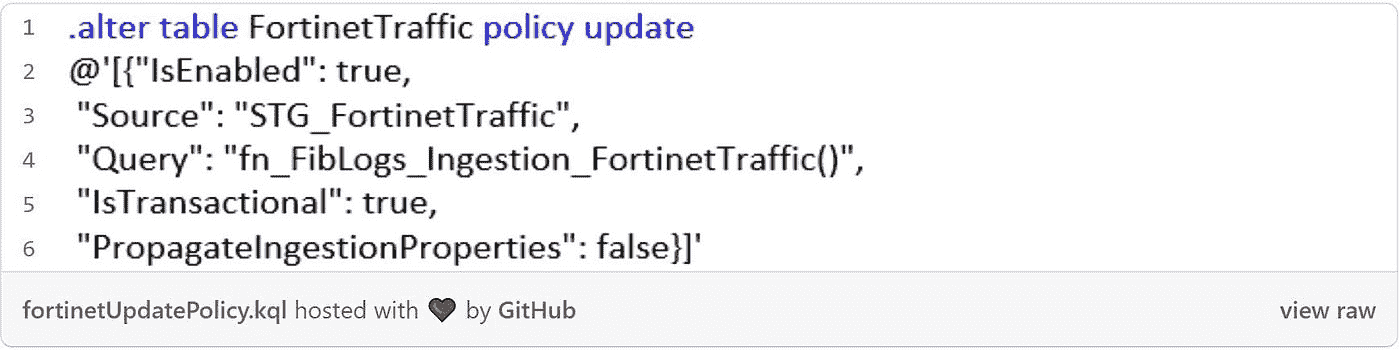 1 .alter table FortinetTraffic policy update
2 @'[{"IsEnabled": true,
3 "Source": "STG_FortinetTraffic",
4 "Query": "fn_FibLogs_Ingestion_FortinetTraffic()",
5 "IsTransactional": true,
6 "PropagateIngestionProperties": false}]'
fortinetUpdatePolicy.kql hosted with 🖤 by GitHub view raw